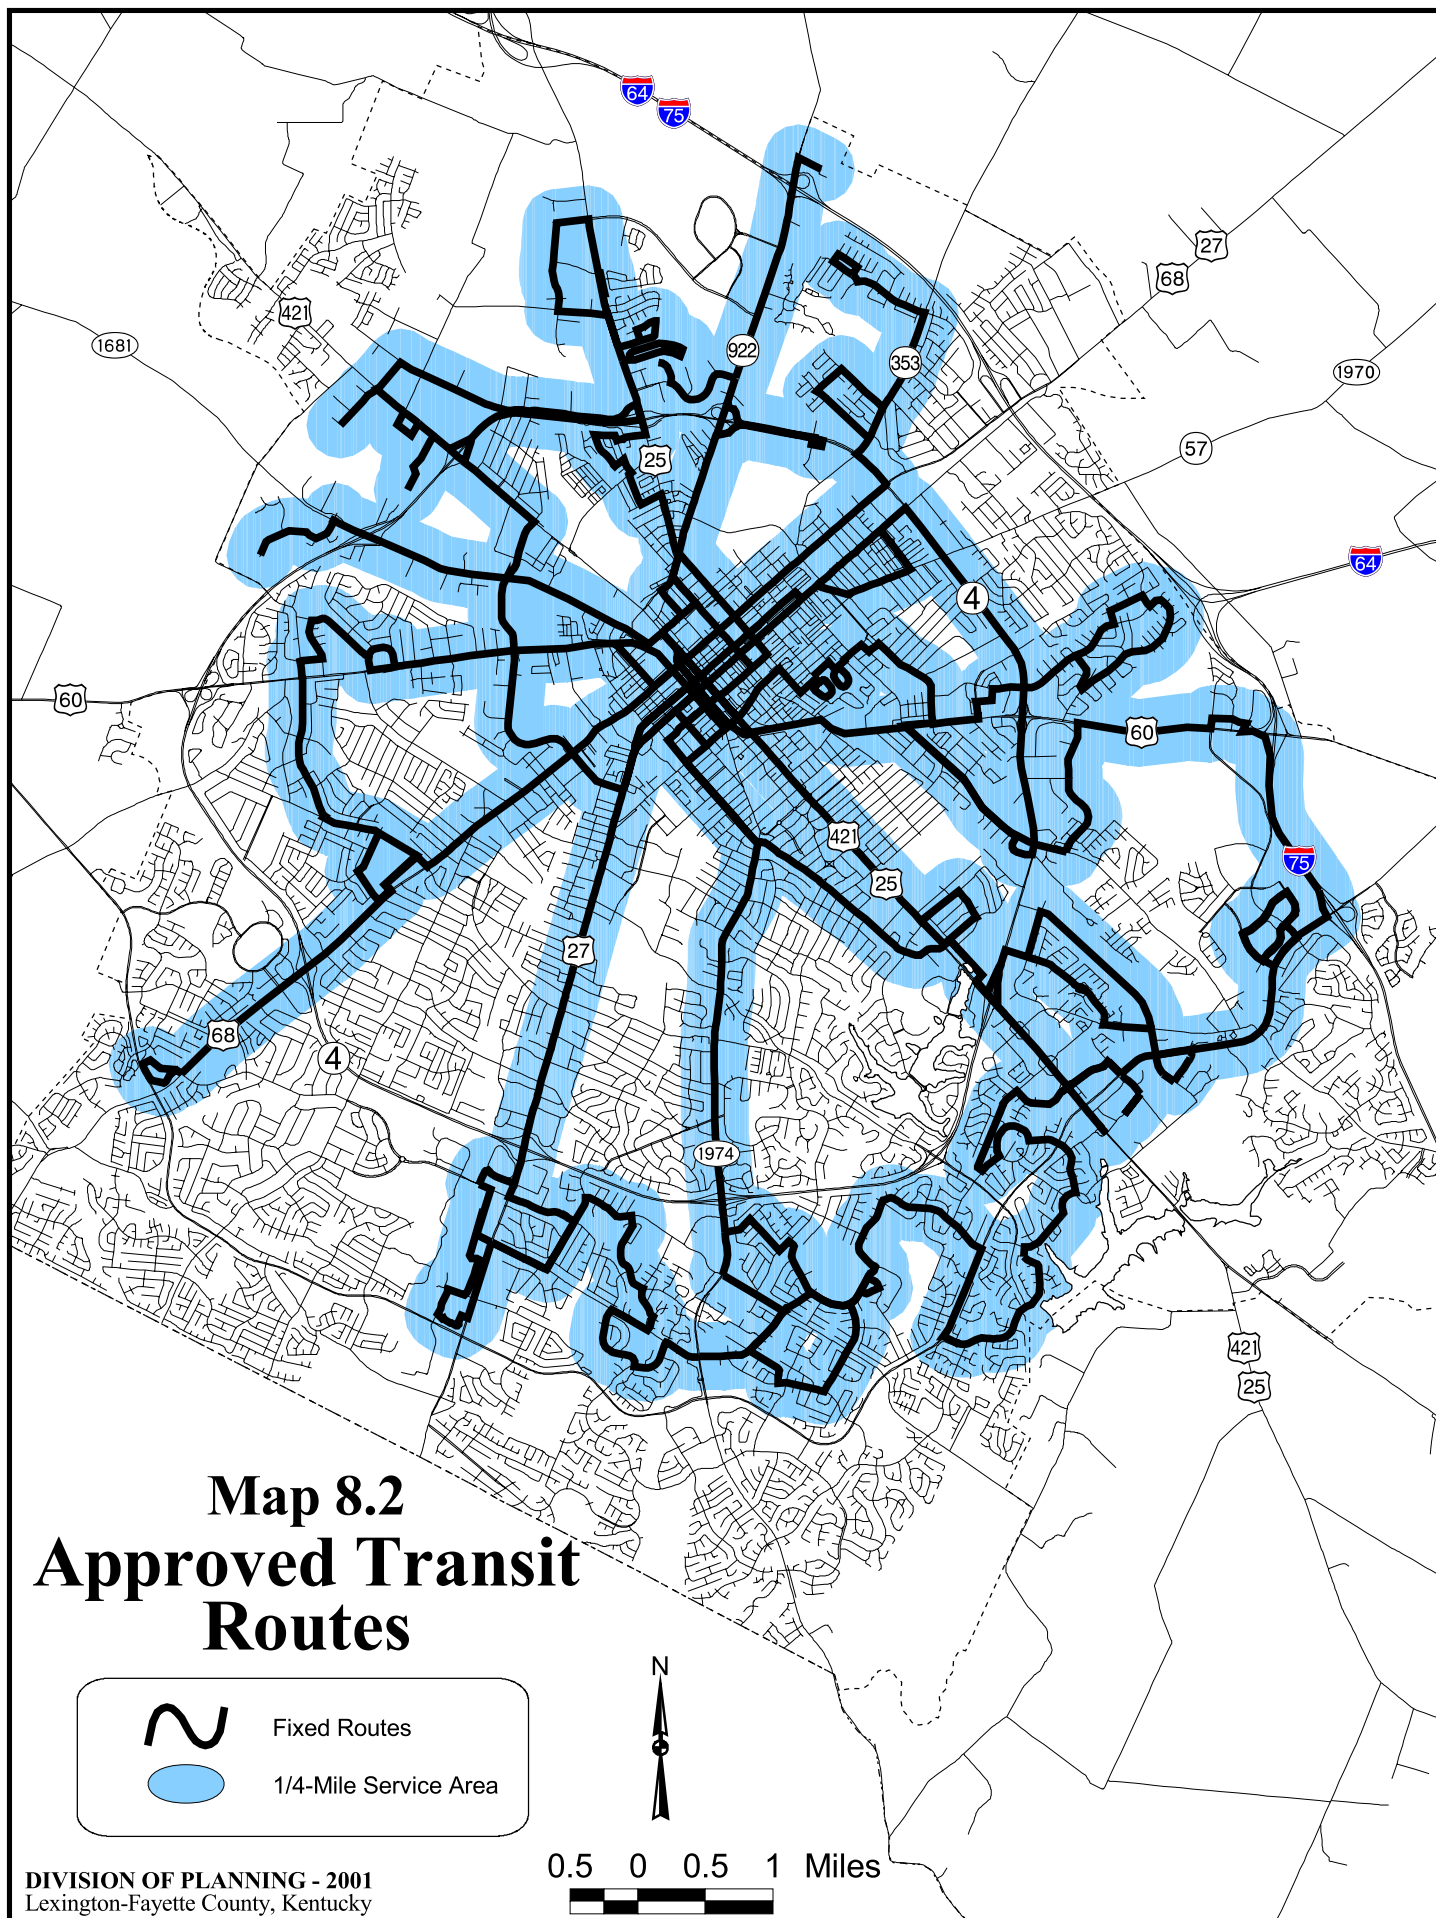 64
75
27
68
421
1681
922
353
1970
57
25
64
4
60
60
421
75
25
27
68
4
1974
421
25
Map 8.2
Approved Transit
Routes
N
Fixed Routes
1/4-Mile Service Area
0.5 0 0.5 1 Miles
DIVISION OF PLANNING - 2001
Lexington-Fayette County, Kentucky